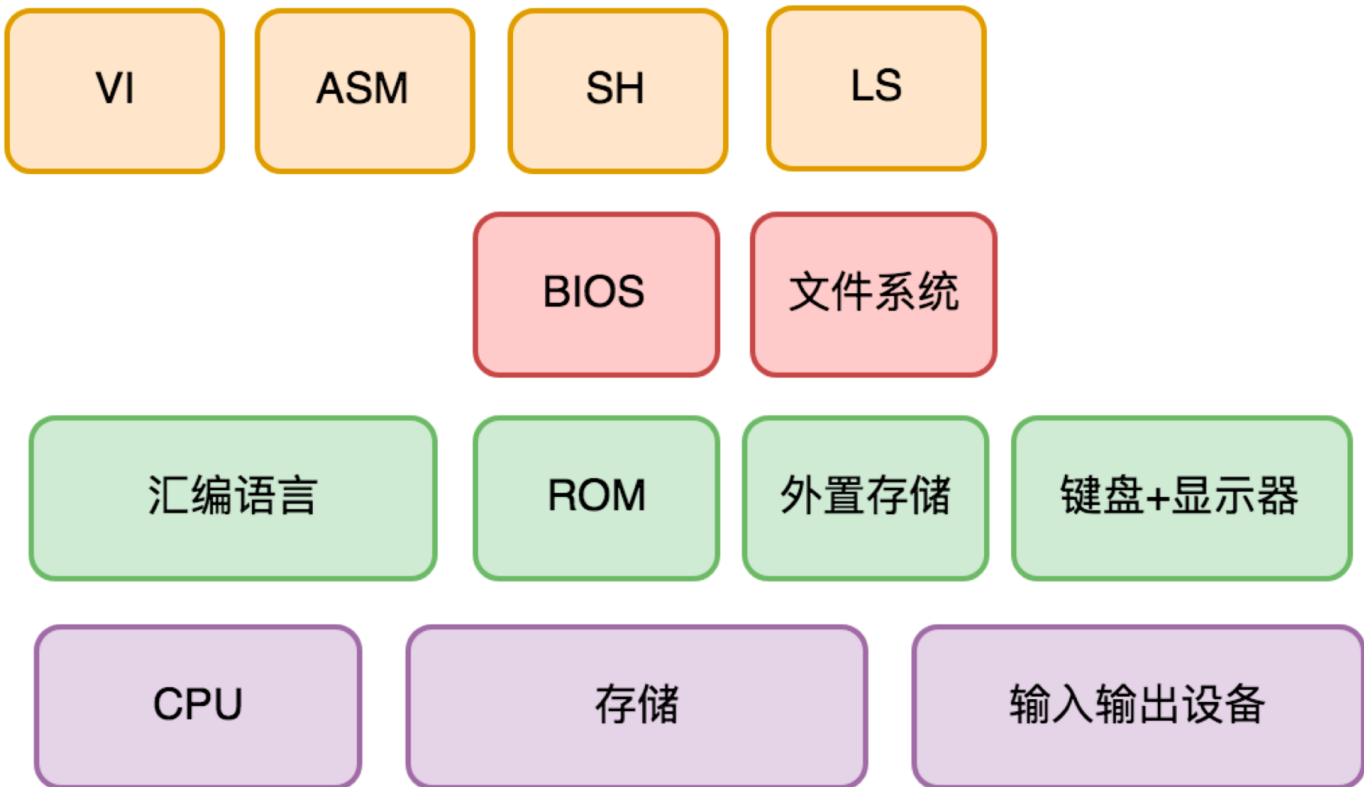 VI
ASM
SH
LS
BIOS
文件系统
汇编语言
ROM
外置存储
键盘+显示器
CPU
存储
输入输出设备